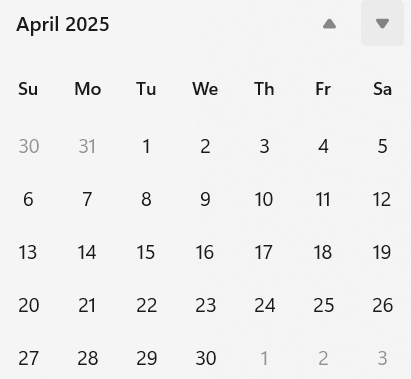 April 2025
Su Mo Tu We Th Fr Sa
30 31 1 2 3 4 5
6 7 8 9 10 11 12
13 14 15 16 17 18 19
20 21 22 23 24 25 26
27 28 29 30 1 2 3